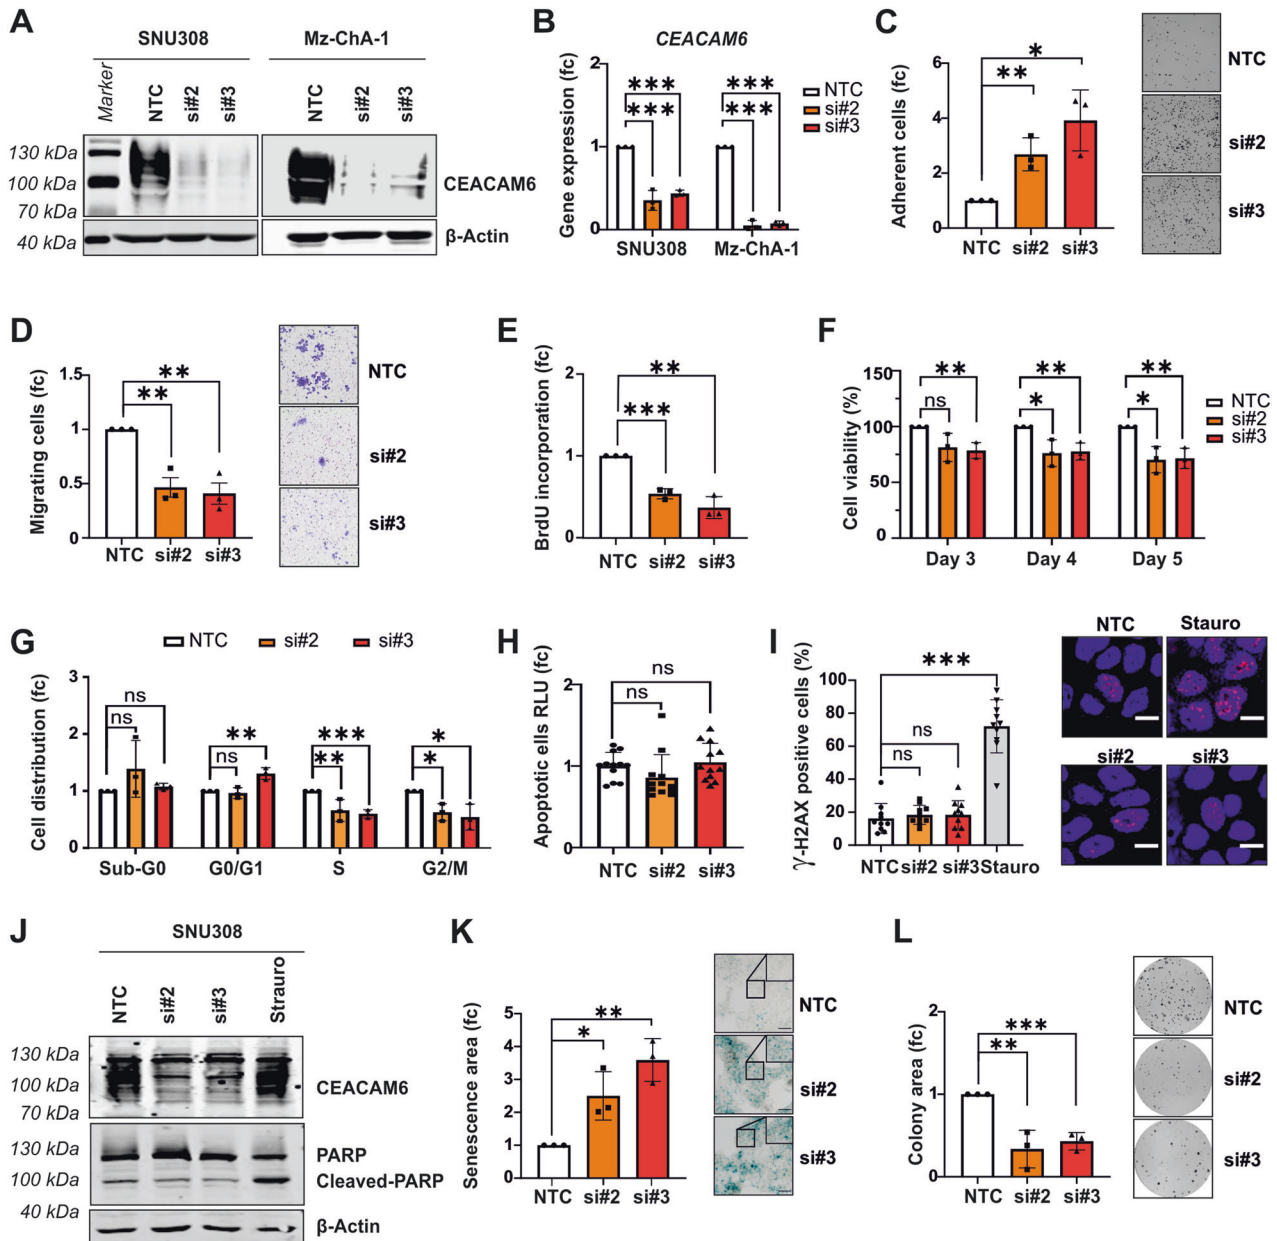 A
SNU308
Mz-ChA-1
Marker
NTC
si#2
si#3
NTC
si#2
si#3
130 kDa
100 kDa
70 kDa
40 kDa
CEACAM6
β-Actin
B
CEACAM6
Gene expression (fc)
2
1
0
*** ***
*** ***
NTC
si#2
si#3
SNU308 Mz-ChA-1
C
Adherent cells (fc)
6
4
2
0
*
**
NTC si#2 si#3
NTC
si#2
si#3
D
Migrating cells (fc)
1.5
1
0.5
0
**
**
NTC si#2 si#3
NTC
si#2
si#3
E
BrdU incorporation (fc)
2
1
0
**
***
NTC si#2 si#3
F
Cell viability (%)
150
100
50
0
** ** **
ns * *
NTC
si#2
si#3
Day 3 Day 4 Day 5
G
NTC si#2 si#3
Cell distribution (fc)
3
2
1
0
ns ** *** *
ns ns ** *
Sub-G0 G0/G1 S G2/M
H
Apoptotic ells RLU (fc)
2
1
0
ns
ns
NTC si#2 si#3
I
γ-H2AX positive cells (%)
100
80
60
40
20
0
***
ns
ns
NTC si#2 si#3 Stauro
NTC Stauro
si#2 si#3
J
SNU308
NTC
si#2
si#3
Strauro
130 kDa
100 kDa
70 kDa
CEACAM6
130 kDa
100 kDa
PARP
Cleaved-PARP
40 kDa
β-Actin
K
Senescence area (fc)
5
4
3
2
1
0
**
*
NTC si#2 si#3
NTC
si#2
si#3
L
Colony area (fc)
2
1
0
***
**
NTC si#2 si#3
NTC
si#2
si#3